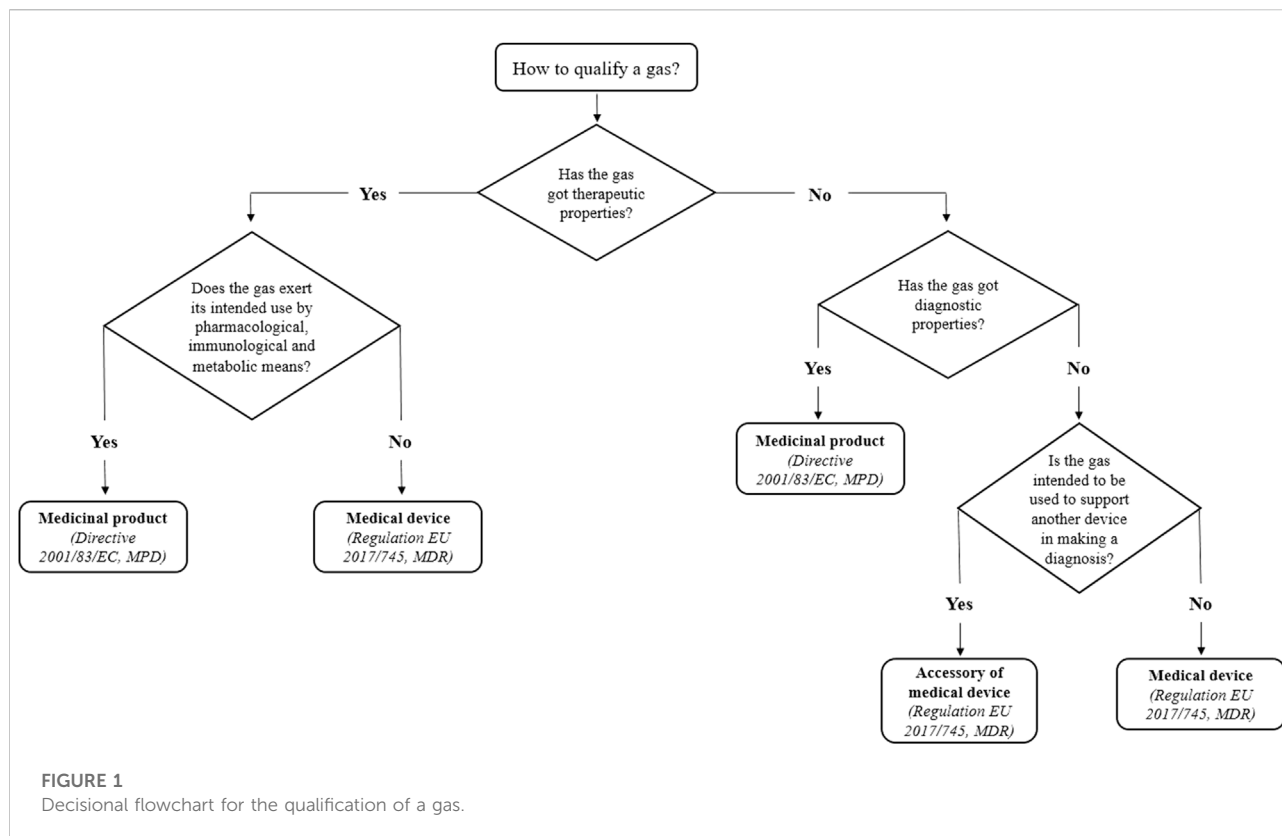 How to qualify a gas?
Has the gas
got therapeutic
properties?
Yes
No
Does the gas exert
its intended use by
pharmacological,
immunological and
metabolic means?
Has the gas got
diagnostic
properties?
Yes
No
Yes
No
Medicinal product
(Directive
2001/83/EC, MPD)
Medical device
(Regulation EU
2017/745, MDR)
Medicinal product
(Directive
2001/83/EC, MPD)
Is the gas
intended to be
used to support
another device
in making a
diagnosis?
Yes
No
Accessory of
medical device
(Regulation EU
2017/745, MDR)
Medical device
(Regulation EU
2017/745, MDR)
FIGURE 1
Decisional flowchart for the qualification of a gas.